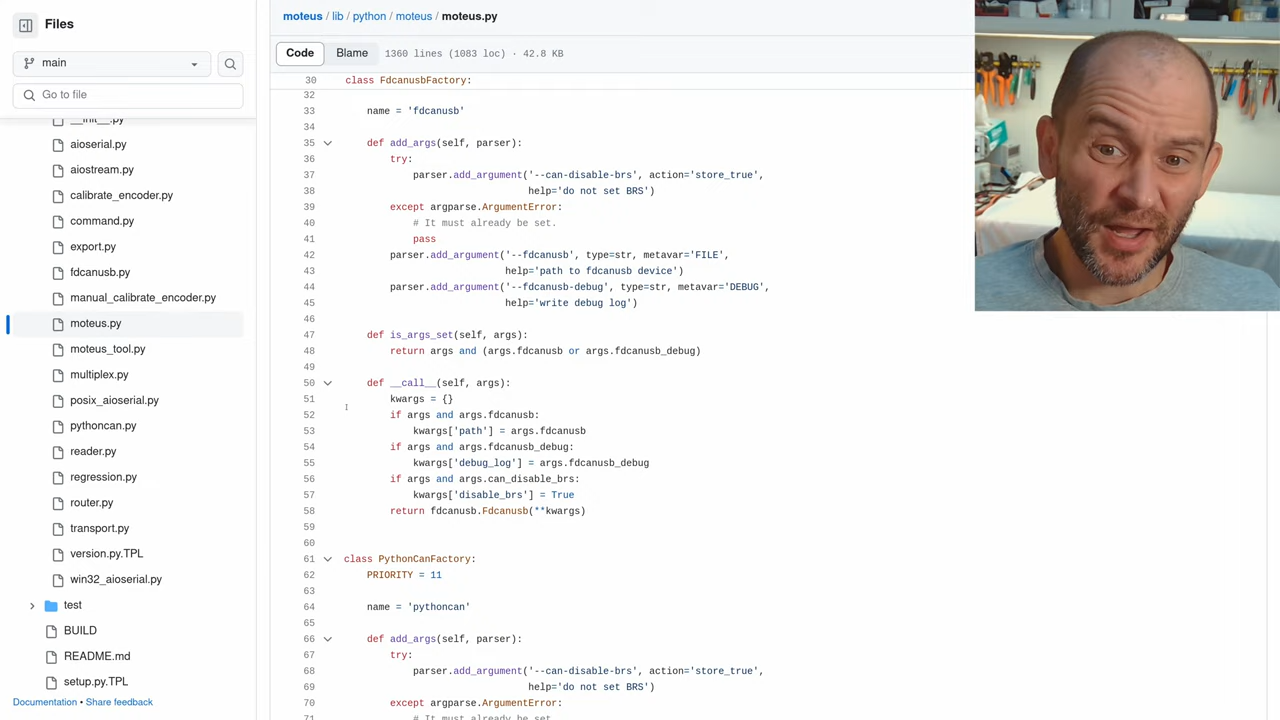 Files
main
Go to file
__init__.py
aioserial.py
aiostream.py
calibrate_encoder.py
command.py
export.py
fdcanusb.py
manual_calibrate_encoder.py
moteus.py
moteus_tool.py
multiplex.py
posix_aioserial.py
pythoncan.py
reader.py
regression.py
router.py
transport.py
version.py.TPL
win32_aioserial.py
test
BUILD
README.md
setup.py.TPL
Documentation • Share feedback
moteus / lib / python / moteus / moteus.py
Code Blame 1360 lines (1083 loc) · 42.8 KB
30 class FdcanusbFactory:
32
33 name = 'fdcanusb'
34
35 def add_args(self, parser):
36 try:
37 parser.add_argument('--can-disable-brs', action='store_true',
38 help='do not set BRS')
39 except argparse.ArgumentError:
40 # It must already be set.
41 pass
42 parser.add_argument('--fdcanusb', type=str, metavar='FILE',
43 help='path to fdcanusb device')
44 parser.add_argument('--fdcanusb-debug', type=str, metavar='DEBUG',
45 help='write debug log')
46
47 def is_args_set(self, args):
48 return args and (args.fdcanusb or args.fdcanusb_debug)
49
50 def __call__(self, args):
51 kwargs = {}
52 if args and args.fdcanusb:
53 kwargs['path'] = args.fdcanusb
54 if args and args.fdcanusb_debug:
55 kwargs['debug_log'] = args.fdcanusb_debug
56 if args and args.can_disable_brs:
57 kwargs['disable_brs'] = True
58 return fdcanusb.Fdcanusb(**kwargs)
59
60
61 class PythonCanFactory:
62 PRIORITY = 11
63
64 name = 'pythoncan'
65
66 def add_args(self, parser):
67 try:
68 parser.add_argument('--can-disable-brs', action='store_true',
69 help='do not set BRS')
70 except argparse.ArgumentError:
71 # It must already be set.